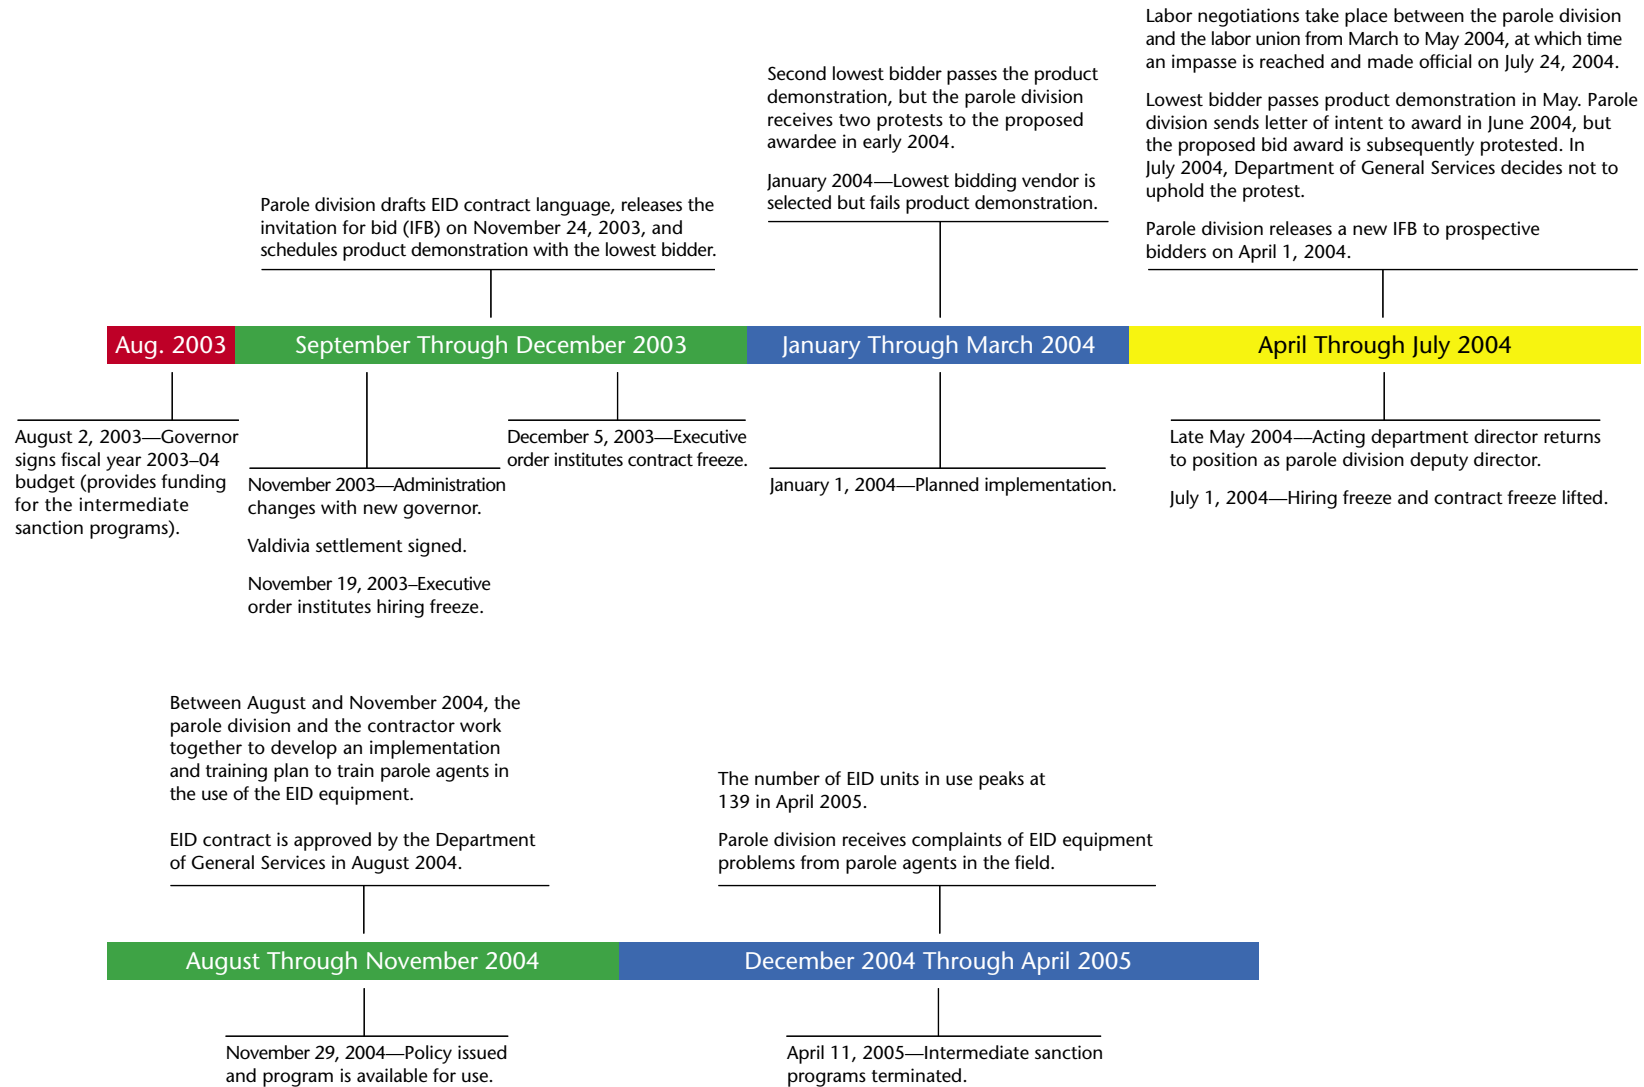 Labor negotiations take place between the parole division
and the labor union from March to May 2004, at which time
an impasse is reached and made official on July 24, 2004.
Lowest bidder passes product demonstration in May. Parole
division sends letter of intent to award in June 2004, but
the proposed bid award is subsequently protested. In
July 2004, Department of General Services decides not to
uphold the protest.
Parole division releases a new IFB to prospective
bidders on April 1, 2004.
Second lowest bidder passes the product
demonstration, but the parole division
receives two protests to the proposed
awardee in early 2004.
January 2004—Lowest bidding vendor is
selected but fails product demonstration.
Parole division drafts EID contract language, releases the
invitation for bid (IFB) on November 24, 2003, and
schedules product demonstration with the lowest bidder.
Aug. 2003
September Through December 2003
January Through March 2004
April Through July 2004
August 2, 2003—Governor
signs fiscal year 2003–04
budget (provides funding
for the intermediate
sanction programs).
November 2003—Administration
changes with new governor.
Valdivia settlement signed.
November 19, 2003–Executive
order institutes hiring freeze.
December 5, 2003—Executive
order institutes contract freeze.
January 1, 2004—Planned implementation.
Late May 2004—Acting department director returns
to position as parole division deputy director.
July 1, 2004—Hiring freeze and contract freeze lifted.
Between August and November 2004, the
parole division and the contractor work
together to develop an implementation
and training plan to train parole agents in
the use of the EID equipment.
EID contract is approved by the Department
of General Services in August 2004.
The number of EID units in use peaks at
139 in April 2005.
Parole division receives complaints of EID equipment
problems from parole agents in the field.
August Through November 2004
December 2004 Through April 2005
November 29, 2004—Policy issued
and program is available for use.
April 11, 2005—Intermediate sanction
programs terminated.